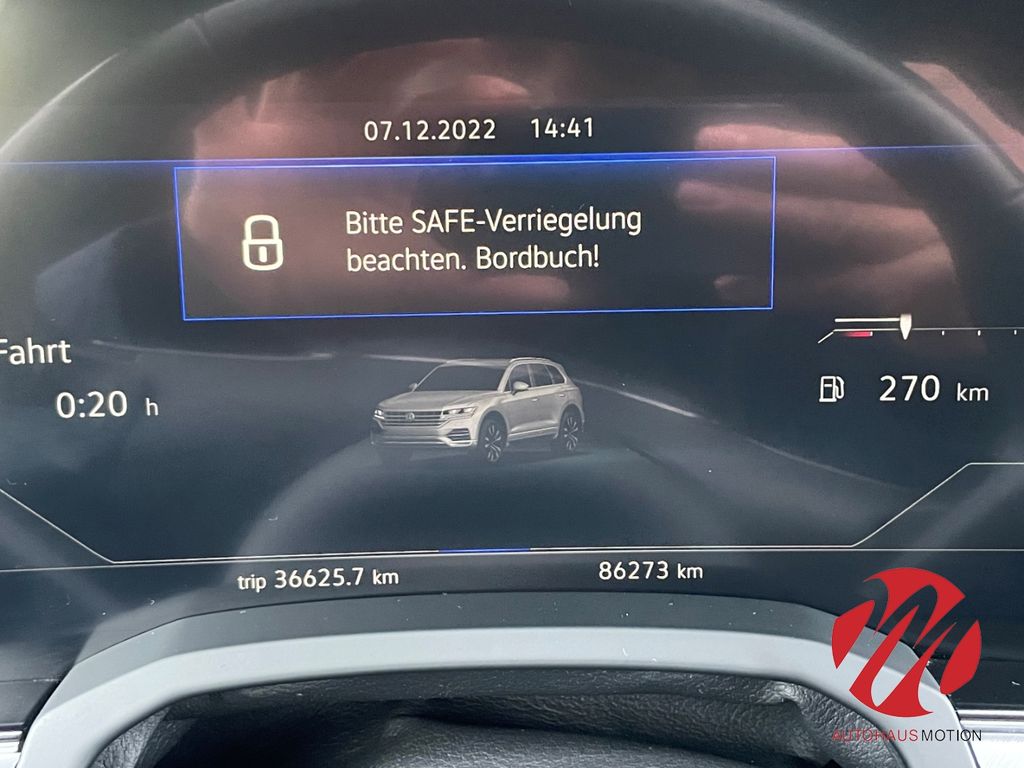 07.12.2022 14:41
Bitte SAFE-Verriegelung
beachten. Bordbuch!
Fahrt
0:20 h
270 km
trip 36625.7 km
86273 km
AUTOHAUS MOTION